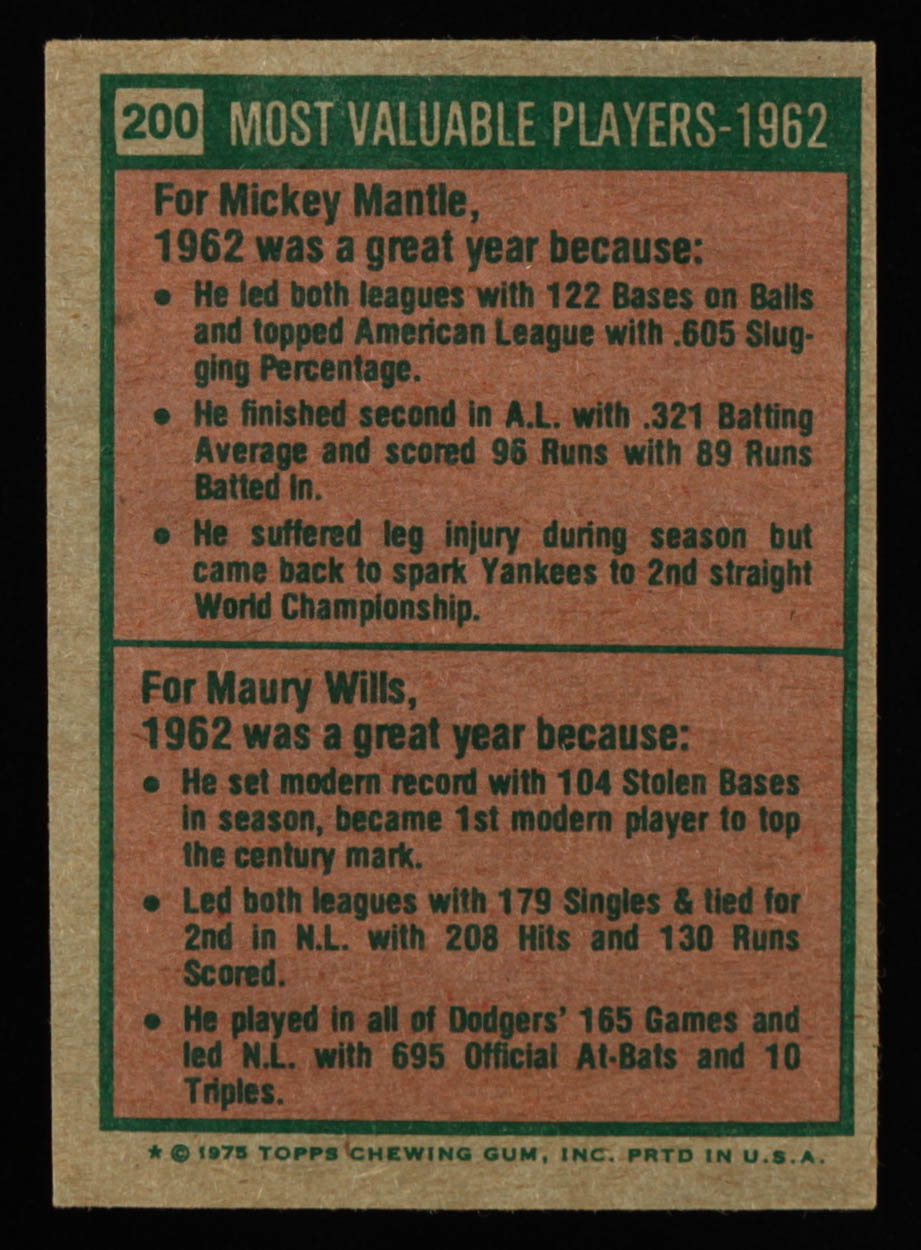 200 MOST VALUABLE PLAYERS-1962
For Mickey Mantle,
1962 was a great year because:
• He led both leagues with 122 Bases on Balls
and topped American League with .605 Slug-
ging Percentage.
• He finished second in A.L. with .321 Batting
Average and scored 96 Runs with 89 Runs
Batted In.
• He suffered leg injury during season but
came back to spark Yankees to 2nd straight
World Championship.
For Maury Wills,
1962 was a great year because:
• He set modern record with 104 Stolen Bases
in season, became 1st modern player to top
the century mark.
• Led both leagues with 179 Singles & tied for
2nd in N.L. with 208 Hits and 130 Runs
Scored.
• He played in all of Dodgers' 165 Games and
led N.L. with 695 Official At-Bats and 10
Triples.
★ © 1975 TOPPS CHEWING GUM, INC. PRTD IN U.S.A.